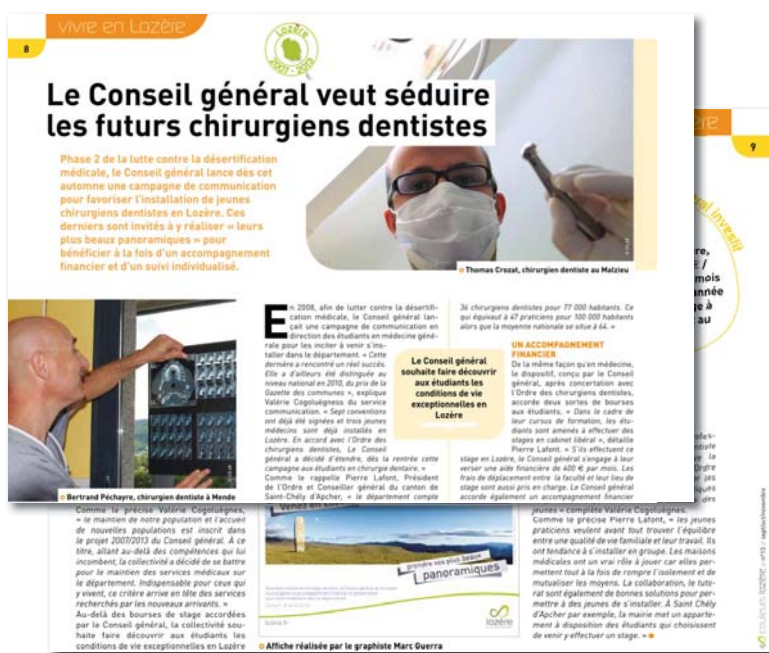 vivre en Lozère
8
Lozère
2007 - 2013
Le Conseil général veut séduire
les futurs chirurgiens dentistes
Phase 2 de la lutte contre la désertification
médicale, le Conseil général lance dès cet
automne une campagne de communication
pour favoriser l'installation de jeunes
chirurgiens dentistes en Lozère. Ces
derniers sont invités à y réaliser « leurs
plus beaux panoramiques » pour
bénéficier à la fois d'un accompagnement
financier et d'un suivi individualisé.
Thomas Crozat, chirurgien dentiste au Malzieu
Bertrand Péchayre, chirurgien dentiste à Mende
En 2008, afin de lutter contre la désertifi-
cation médicale, le Conseil général lan-
çait une campagne de communication en
direction des étudiants en médecine géné-
rale pour les inciter à venir s'ins-
taller dans le département. « Cette
dernière a rencontré un réel succès.
Elle a d'ailleurs été distinguée au
niveau national en 2010, du prix de la
Gazette des communes », explique
Valérie Cogoluègnes du service
communication. « Sept conventions
ont déjà été signées et trois jeunes
médecins sont déjà installés en
Lozère. En accord avec l'Ordre des
chirurgiens dentistes, Le Conseil
général a décidé d'étendre, dès la rentrée cette
campagne aux étudiants en chirurgie dentaire. »
Comme le rappelle Pierre Lafont, Président
de l'Ordre et Conseiller général du canton de
Saint-Chély d'Apcher, « le département compte
Le Conseil général
souhaite faire découvrir
aux étudiants les
conditions de vie
exceptionnelles en
Lozère
36 chirurgiens dentistes pour 77 000 habitants. Ce
qui équivaut à 47 praticiens pour 100 000 habitants
alors que la moyenne nationale se situe à 64. »
UN ACCOMPAGNEMENT
FINANCIER
De la même façon qu'en médecine,
le dispositif, conçu par le Conseil
général, après concertation avec
l'Ordre des chirurgiens dentistes,
accorde deux sortes de bourses
aux étudiants. « Dans le cadre de
leur cursus de formation, les étu-
diants sont amenés à effectuer des
stages en cabinet libéral », détaille
Pierre Lafont. « S'ils effectuent ce
stage en Lozère, le Conseil général s'engage à leur
verser une aide financière de 400 € par mois. Les
frais de déplacement entre la faculté et leur lieu de
stage sont aussi pris en charge. Le Conseil général
accorde également un accompagnement financier
9
Comme le précise Valérie Cogoluègnes,
« le maintien de notre population et l'accueil
de nouvelles populations est inscrit dans
le projet 2007/2013 du Conseil général. À ce
titre, allant au-delà des compétences qui lui
incombent, la collectivité a décidé de se battre
pour le maintien des services médicaux sur
le département. Indispensable pour ceux qui
y vivent, ce critère arrive en tête des services
recherchés par les nouveaux arrivants. »
Au-delà des bourses de stage accordées
par le Conseil général, la collectivité sou-
haite faire découvrir aux étudiants les
conditions de vie exceptionnelles en Lozère
prendre vos plus beaux
panoramiques
lozère
Affiche réalisée par le graphiste Marc Guerra
jeunes » complète Valérie Cogoluègnes.
Comme le précise Pierre Lafont, « les jeunes
praticiens veulent avant tout trouver l'équilibre
entre une qualité de vie familiale et leur travail. Ils
ont tendance à s'installer en groupe. Les maisons
médicales ont un vrai rôle à jouer car elles per-
mettent tout à la fois de rompre l'isolement et de
mutualiser les moyens. La collaboration, le tuto-
rat sont également de bonnes solutions pour per-
mettre à des jeunes de s'installer. À Saint Chély
d'Apcher par exemple, la mairie met un apparte-
ment à disposition des étudiants qui choisissent
de venir y effectuer un stage. »
couleurs LOZÈRE